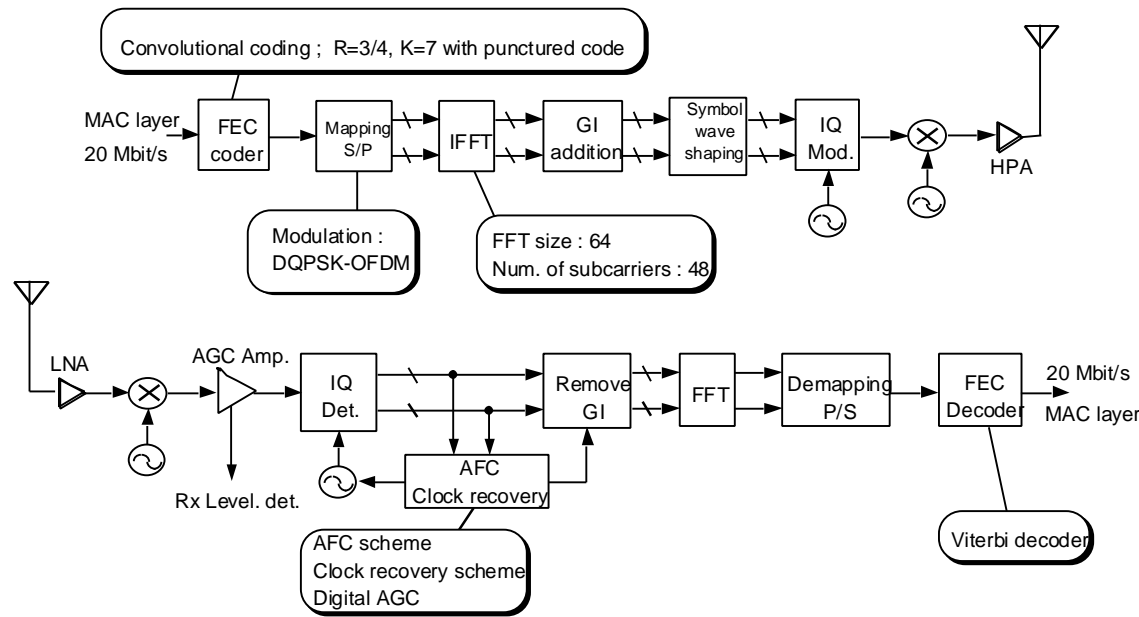 Convolutional coding ; R=3/4, K=7 with punctured code
MAC layer
20 Mbit/s
FEC
coder
Mapping
S/P
IFFT
GI
addition
Symbol
wave
shaping
IQ
Mod.
HPA
Modulation :
DQPSK-OFDM
FFT size : 64
Num. of subcarriers : 48
LNA
AGC Amp.
IQ
Det.
Remove
GI
FFT
Demapping
P/S
FEC
Decoder
20 Mbit/s
MAC layer
Rx Level. det.
AFC
Clock recovery
AFC scheme
Clock recovery scheme
Digital AGC
Viterbi decoder